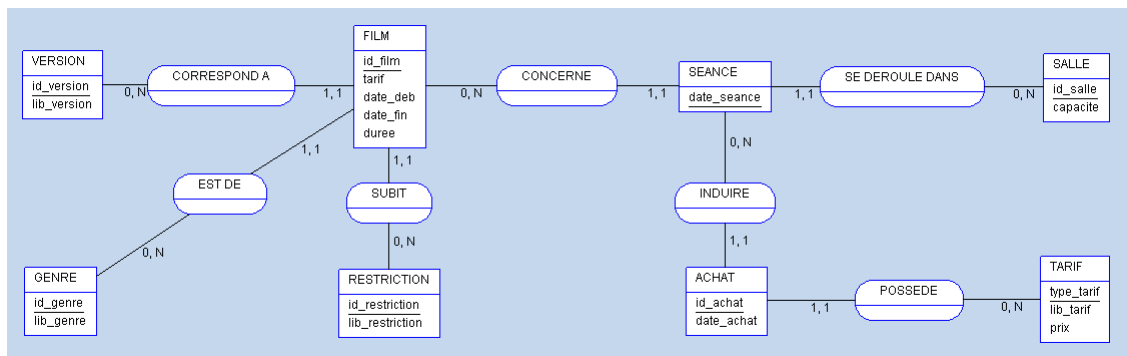 FILM
id_film
tarif
date_deb
date_fin
duree
VERSION
id_version
lib_version
CORRESPOND A
0, N
1, 1
CONCERNE
0, N
1, 1
SEANCE
date_seance
SE DEROULE DANS
1, 1
0, N
SALLE
id_salle
capacite
1, 1
EST DE
0, N
1, 1
SUBIT
0, N
0, N
INDUIRE
1, 1
GENRE
id_genre
lib_genre
RESTRICTION
id_restriction
lib_restriction
ACHAT
id_achat
date_achat
POSSEDE
1, 1
0, N
TARIF
type_tarif
lib_tarif
prix